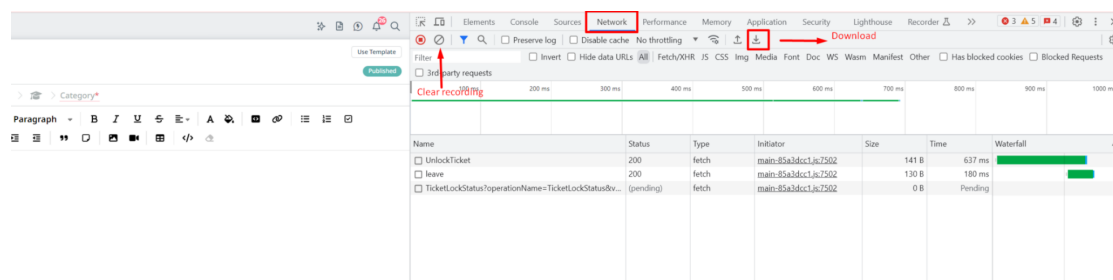 26
Elements Console Sources Network Performance Memory Application Security Lighthouse Recorder 3 5 4
Use Template
Preserve log Disable cache No throttling Download
Published
Filter Invert Hide data URLs All Fetch/XHR JS CSS Img Media Font Doc WS Wasm Manifest Other Has blocked cookies Blocked Requests
3rd-party requests
Category*
Clear recording 100 ms 200 ms 300 ms 400 ms 500 ms 600 ms 700 ms 800 ms 900 ms 1000 m
Paragraph B I U S A
Name Status Type Initiator Size Time Waterfall
UnlockTicket 200 fetch main-85a3dcc1.js:7502 141 B 637 ms
leave 200 fetch main-85a3dcc1.js:7502 130 B 180 ms
TicketLockStatus?operationName=TicketLockStatus&v... (pending) fetch main-85a3dcc1.js:7502 0 B Pending